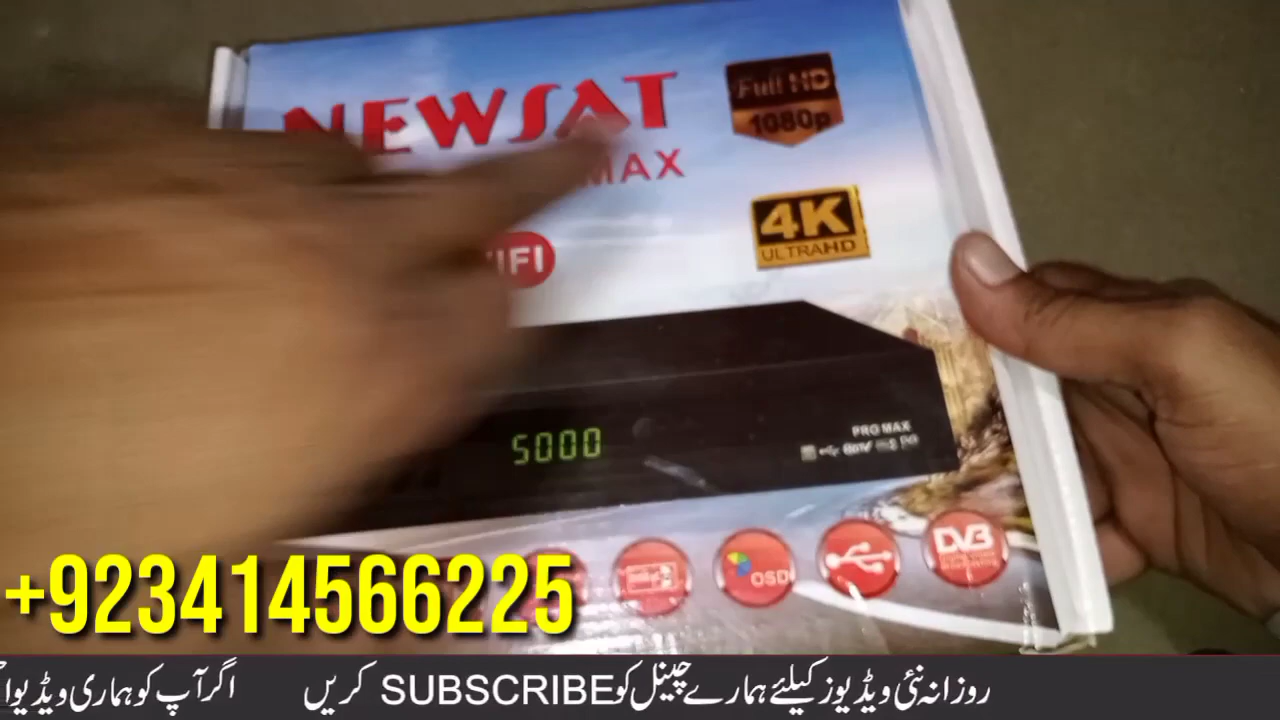 NEWSAT
Full HD
1080p
MAX
4K
ULTRAHD
5000
PRO MAX
OSD
DVB
+923414566225
روزانہ نئی ویڈیوز کیلئے ہمارے چینل کو SUBSCRIBE کریں اگر آپ کو ہماری ویڈیو